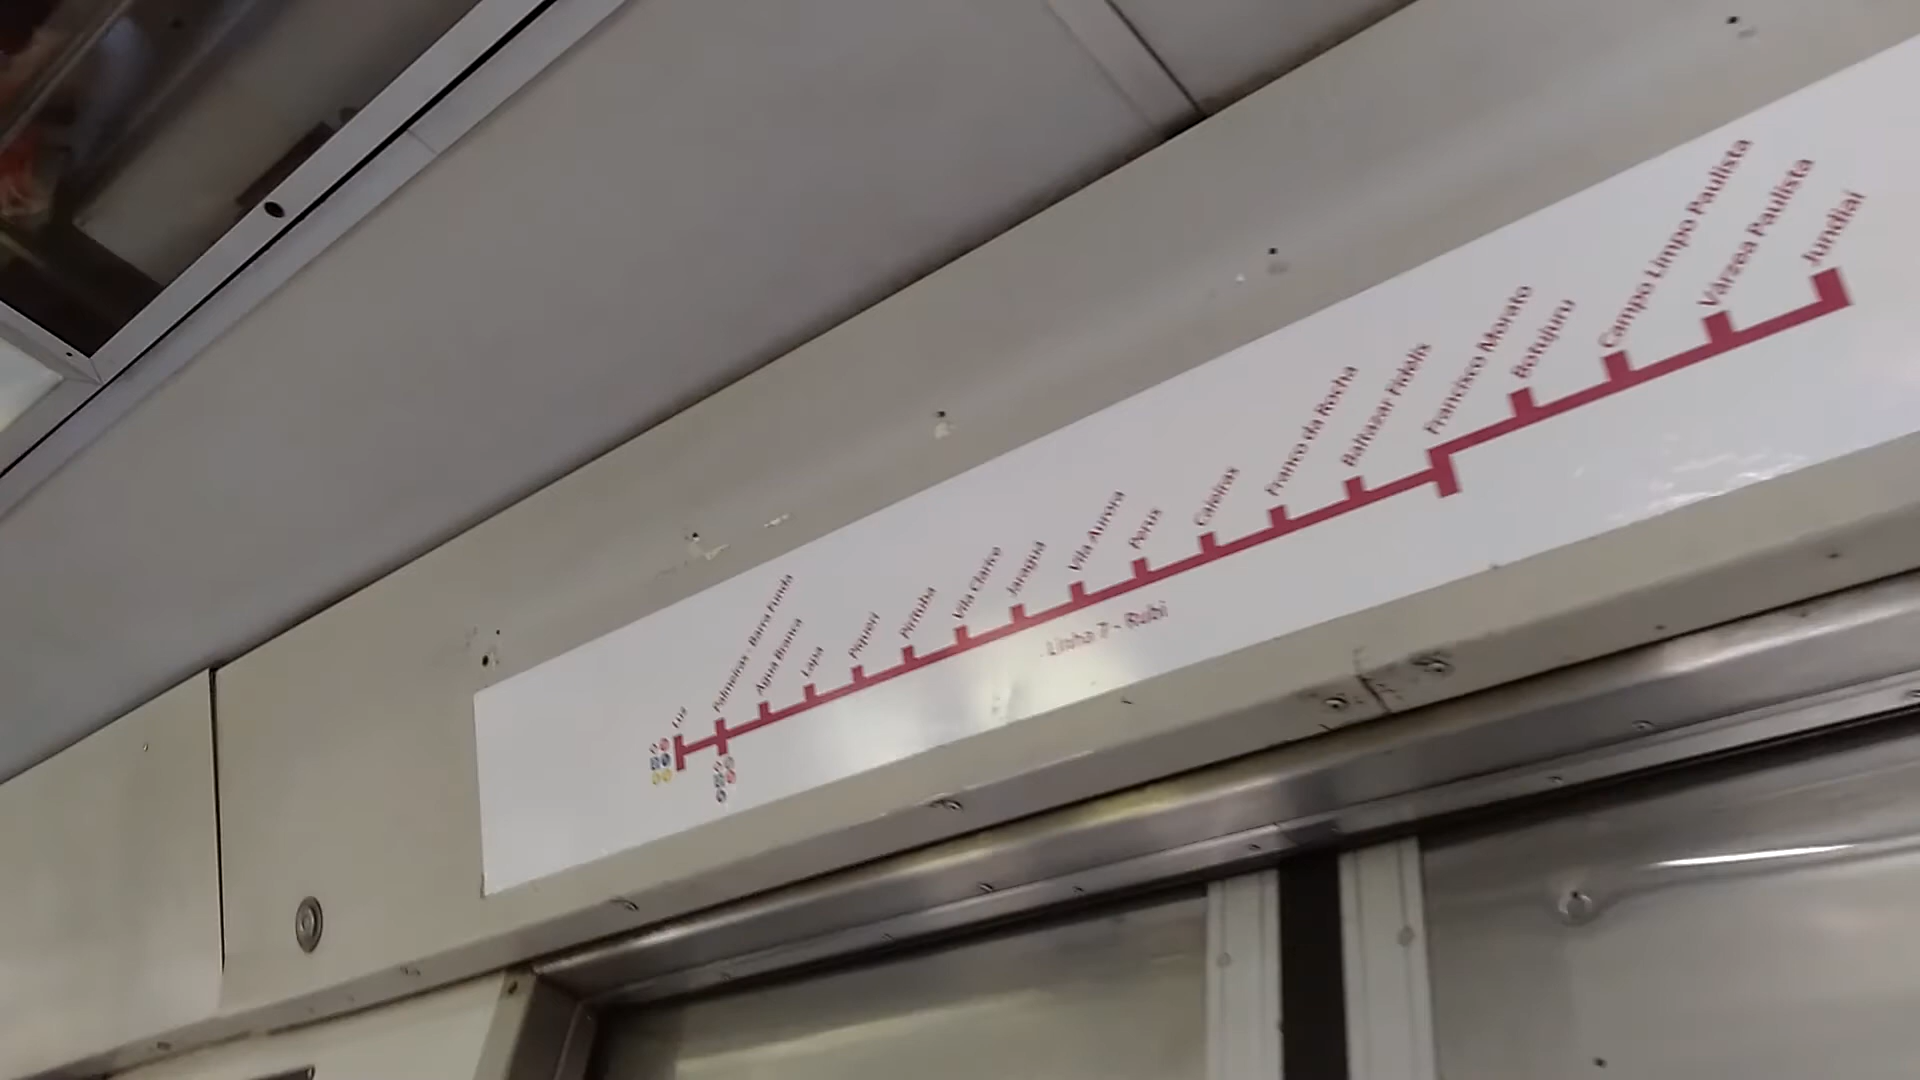 Luz
Palmeiras - Barra Funda
Água Branca
Lapa
Piqueri
Pirituba
Vila Clarice
Jaraguá
Vila Aurora
Perus
Caieiras
Franco da Rocha
Baltazar Fidélis
Francisco Morato
Botujuru
Campo Limpo Paulista
Várzea Paulista
Jundiaí
Linha 7 - Rubi